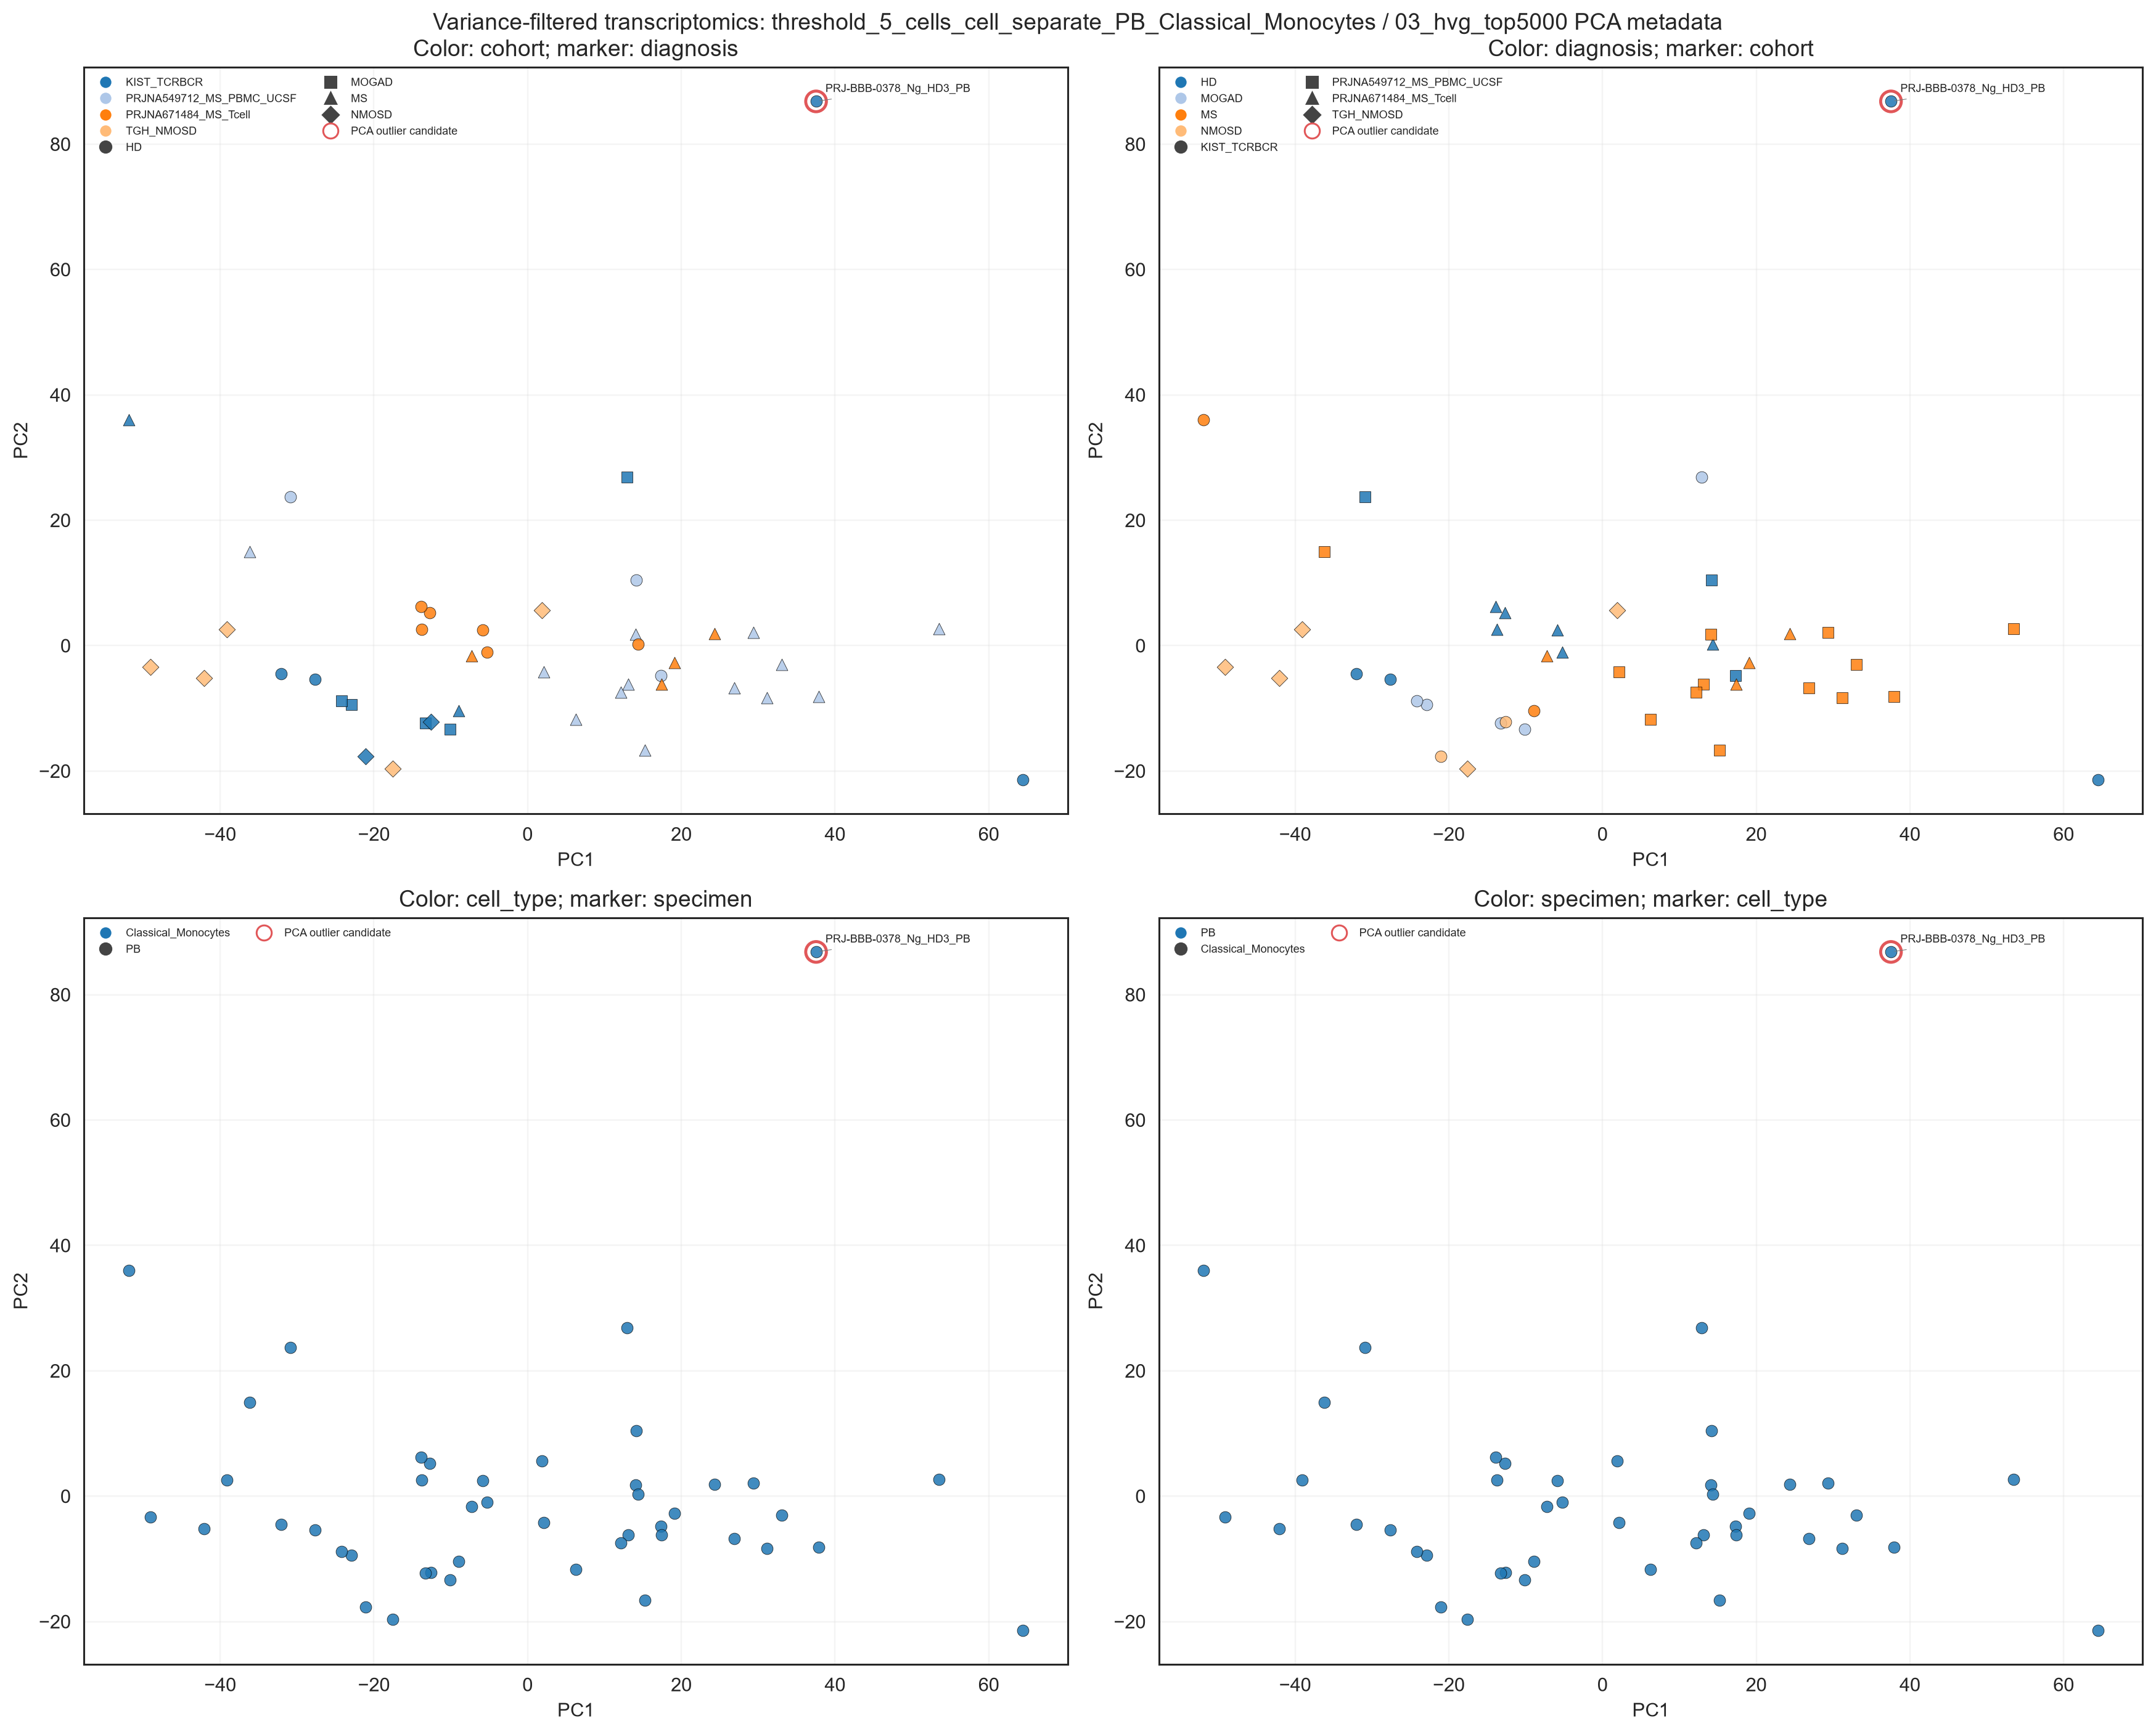 Variance-filtered transcriptomics: threshold_5_cells_cell_separate_PB_Classical_Monocytes / 03_hvg_top5000 PCA metadata
Color: cohort; marker: diagnosis
KIST_TCRBCR
PRJNA549712_MS_PBMC_UCSF
PRJNA671484_MS_Tcell
TGH_NMOSD
HD
MOGAD
MS
NMOSD
PCA outlier candidate
PRJ-BBB-0378_Ng_HD3_PB
80
60
40
20
0
−20
PC2
−40
−20
0
20
40
60
PC1
Color: diagnosis; marker: cohort
HD
MOGAD
MS
NMOSD
KIST_TCRBCR
PRJNA549712_MS_PBMC_UCSF
PRJNA671484_MS_Tcell
TGH_NMOSD
PCA outlier candidate
PRJ-BBB-0378_Ng_HD3_PB
80
60
40
20
0
−20
PC2
−40
−20
0
20
40
60
PC1
Color: cell_type; marker: specimen
Classical_Monocytes
PB
PCA outlier candidate
PRJ-BBB-0378_Ng_HD3_PB
80
60
40
20
0
−20
PC2
−40
−20
0
20
40
60
PC1
Color: specimen; marker: cell_type
PB
Classical_Monocytes
PCA outlier candidate
PRJ-BBB-0378_Ng_HD3_PB
80
60
40
20
0
−20
PC2
−40
−20
0
20
40
60
PC1